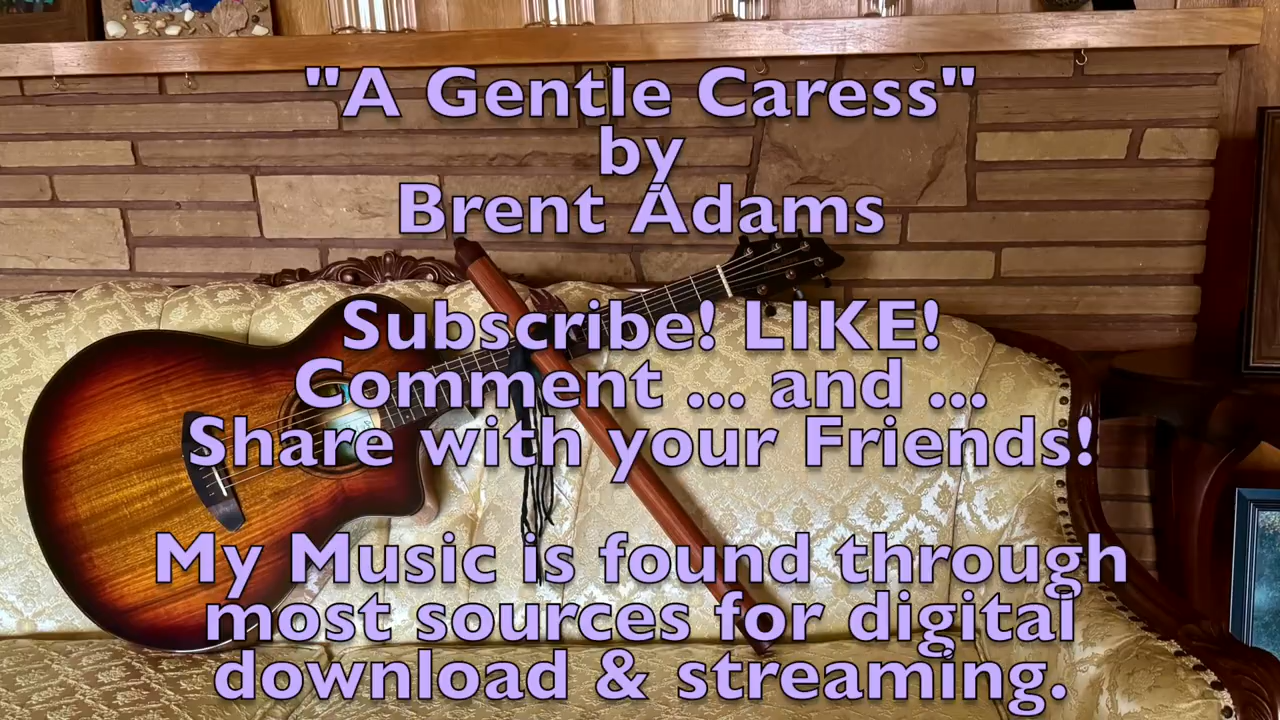 "A Gentle Caress"
by
Brent Adams
Subscribe! LIKE!
Comment ... and ...
Share with your Friends!
My Music is found through
most sources for digital
download & streaming.